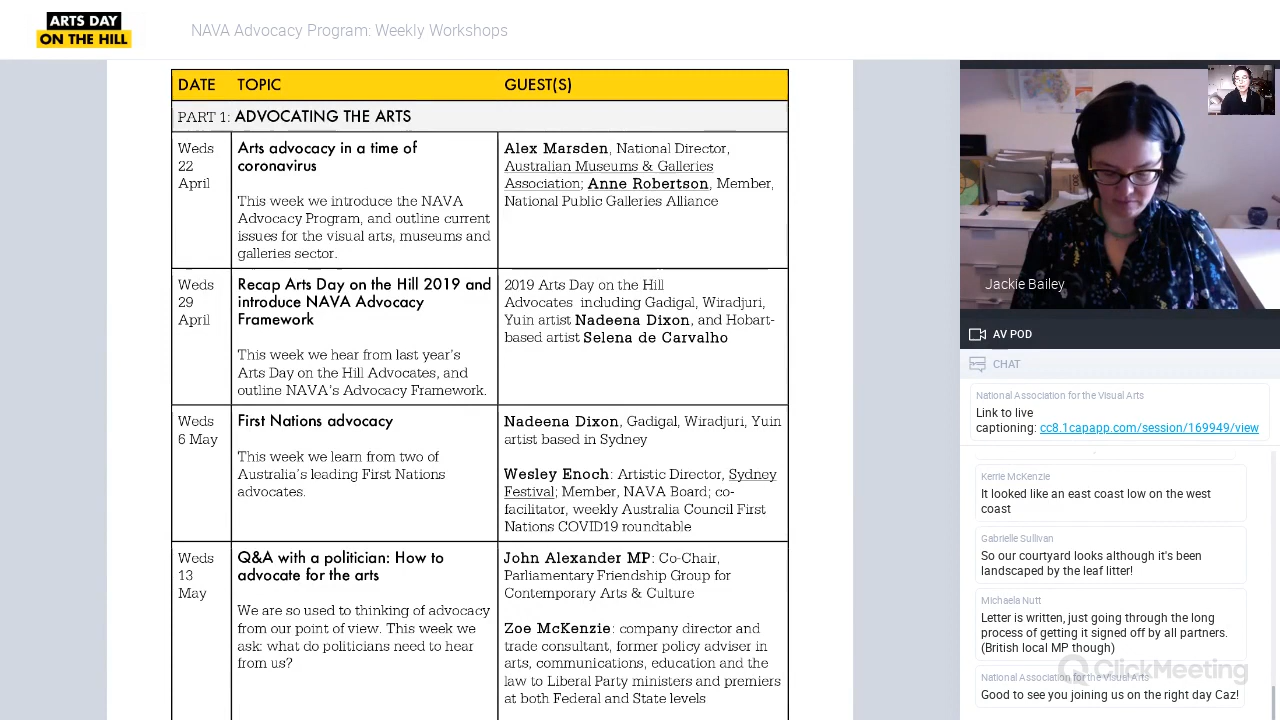 ARTS DAY
ON THE HILL
NAVA Advocacy Program: Weekly Workshops
DATE TOPIC GUEST(S)
PART 1: ADVOCATING THE ARTS
Weds
22
April
Arts advocacy in a time of
coronavirus
This week we introduce the NAVA
Advocacy Program, and outline current
issues for the visual arts, museums and
galleries sector.
Alex Marsden, National Director,
Australian Museums & Galleries
Association; Anne Robertson, Member,
National Public Galleries Alliance
Weds
29
April
Recap Arts Day on the Hill 2019 and
introduce NAVA Advocacy
Framework
This week we hear from last year's
Arts Day on the Hill Advocates, and
outline NAVA's Advocacy Framework.
2019 Arts Day on the Hill
Advocates including Gadigal, Wiradjuri,
Yuin artist Nadeena Dixon, and Hobart-
based artist Selena de Carvalho
Weds
6 May
First Nations advocacy
This week we learn from two of
Australia's leading First Nations
advocates.
Nadeena Dixon, Gadigal, Wiradjuri, Yuin
artist based in Sydney
Wesley Enoch: Artistic Director, Sydney
Festival; Member, NAVA Board; co-
facilitator, weekly Australia Council First
Nations COVID19 roundtable
Weds
13
May
Q&A with a politician: How to
advocate for the arts
We are so used to thinking of advocacy
from our point of view. This week we
ask: what do politicians need to hear
from us?
John Alexander MP: Co-Chair,
Parliamentary Friendship Group for
Contemporary Arts & Culture
Zoe McKenzie: company director and
trade consultant, former policy adviser in
arts, communications, education and the
law to Liberal Party ministers and premiers
at both Federal and State levels
Jackie Bailey
AV POD
CHAT
National Association for the Visual Arts
Link to live
captioning: cc8.1capapp.com/session/169949/view
Kerrie McKenzie
It looked like an east coast low on the west
coast
Gabrielle Sullivan
So our courtyard looks although it's been
landscaped by the leaf litter!
Michaela Nutt
Letter is written, just going through the long
process of getting it signed off by all partners.
(British local MP though)
ClickMeeting
National Association for the Visual Arts
Good to see you joining us on the right day Caz!